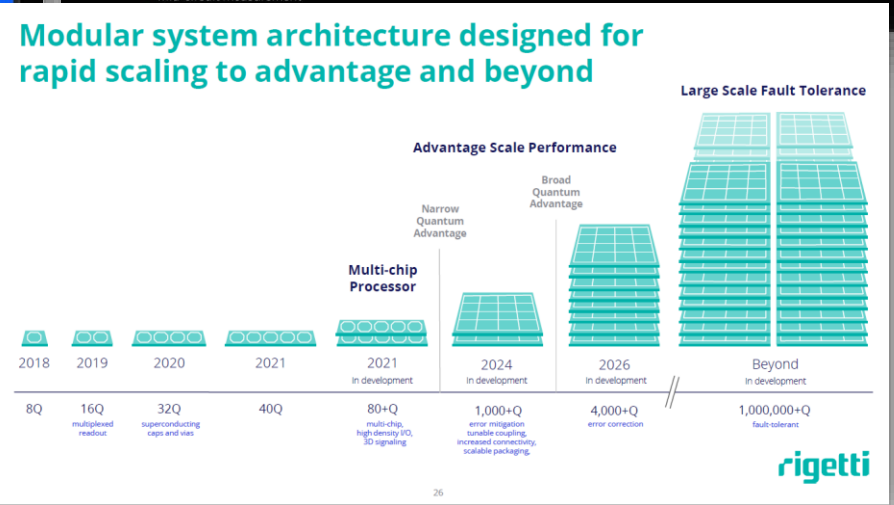 Modular system architecture designed for
rapid scaling to advantage and beyond
Large Scale Fault Tolerance
Advantage Scale Performance
Broad
Quantum
Advantage
Narrow
Quantum
Advantage
Multi-chip
Processor
2018
2019
2020
2021
2021
In development
2024
In development
2026
In development
Beyond
In development
8Q
16Q
multiplexed
readout
32Q
superconducting
caps and vias
40Q
80+Q
multi-chip,
high density I/O,
3D signaling
1,000+Q
error mitigation
tunable coupling,
increased connectivity,
scalable packaging,
4,000+Q
error correction
1,000,000+Q
fault-tolerant
rigetti
26